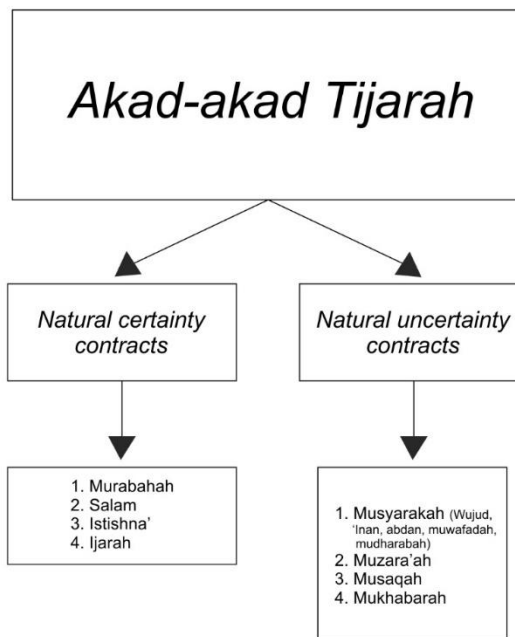 Akad-akad Tijarah
Natural certainty
contracts
Natural uncertainty
contracts
1. Murabahah
2. Salam
3. Istishna’
4. Ijarah
1. Musyarakah (Wujud,
‘Inan, abdan, muwafadah,
mudharabah)
2. Muzara’ah
3. Musaqah
4. Mukhabarah